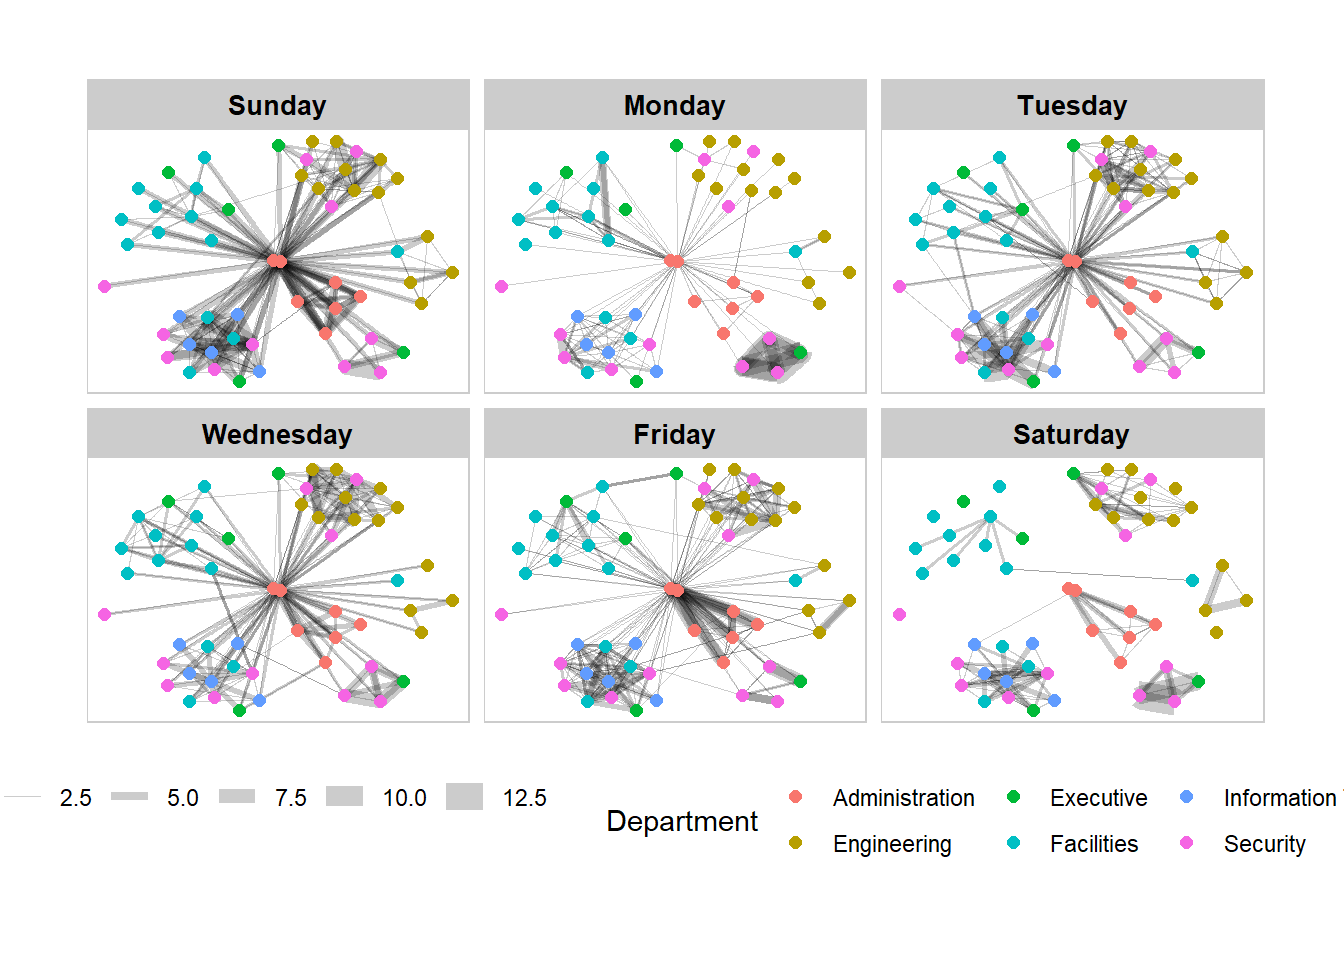 Sunday
Monday
Tuesday
Wednesday
Friday
Saturday
2.5
5.0
7.5
10.0
12.5
Department
Administration
Executive
Information
Engineering
Facilities
Security